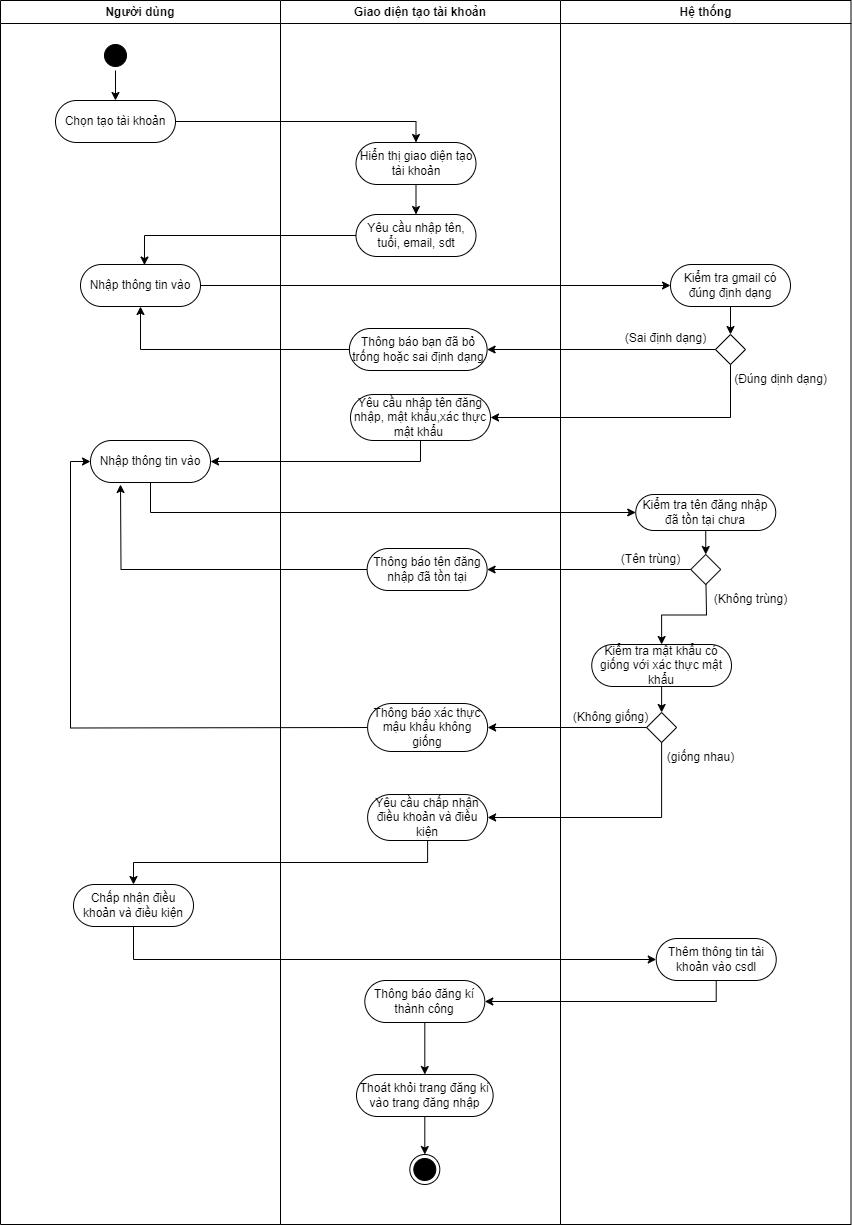 Người dùng
Giao diện tạo tài khoản
Hệ thống
Chọn tạo tài khoản
Hiển thị giao diện tạo
tài khoản
Yêu cầu nhập tên,
tuổi, email, sdt
Nhập thông tin vào
Kiểm tra gmail có
đúng định dạng
(Sai định dạng)
Thông báo bạn đã bỏ
trống hoặc sai định dạng
(Đúng dịnh dạng)
Yêu cầu nhập tên đăng
nhập, mật khẩu,xác thực
mật khẩu
Nhập thông tin vào
Kiểm tra tên đăng nhập
đã tồn tại chưa
(Tên trùng)
Thông báo tên đăng
nhập đã tồn tại
(Không trùng)
Kiểm tra mật khẩu có
giống với xác thực mật
khẩu
(Không giống)
Thông báo xác thực
mậu khẩu không
giống
(giống nhau)
Yêu cầu chấp nhận
điều khoản và điều
kiện
Chấp nhận điều
khoản và điều kiện
Thêm thông tin tài
khoản vào csdl
Thông báo đăng kí
thành công
Thoát khỏi trang đăng kí
vào trang đăng nhập